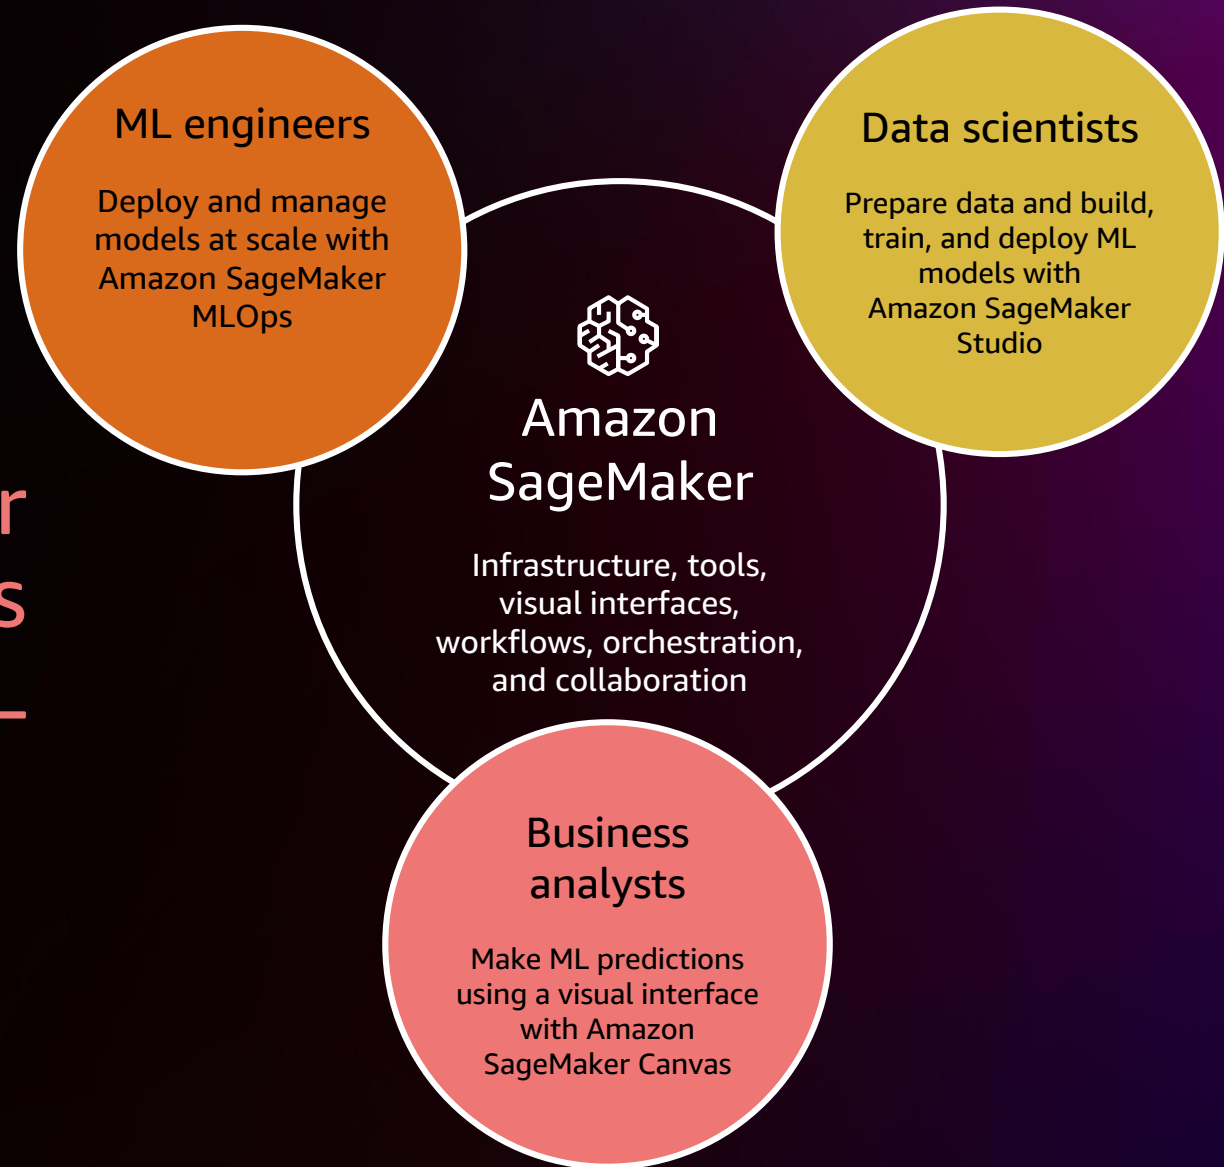 ML engineers
Deploy and manage
models at scale with
Amazon SageMaker
MLOps
Data scientists
Prepare data and build,
train, and deploy ML
models with
Amazon SageMaker
Studio
Amazon
SageMaker
Infrastructure, tools,
visual interfaces,
workflows, orchestration,
and collaboration
Business
analysts
Make ML predictions
using a visual interface
with Amazon
SageMaker Canvas